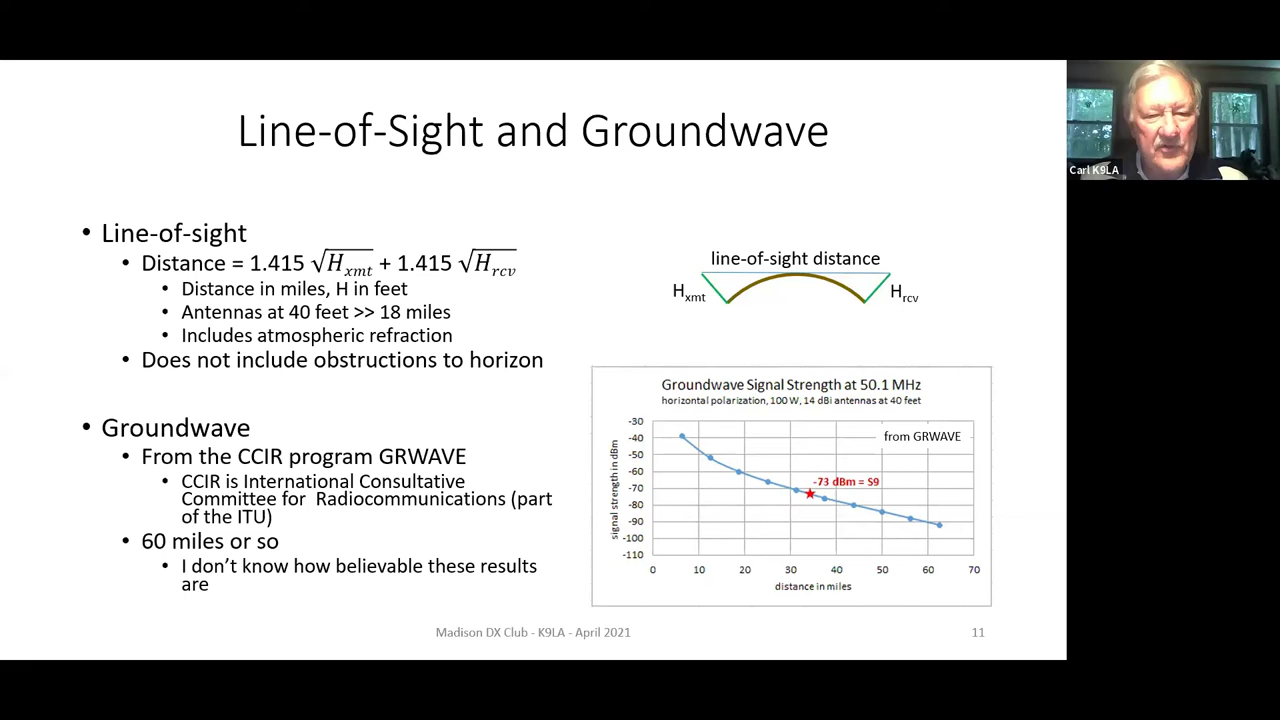 Line-of-Sight and Groundwave
• Line-of-sight
• Distance = 1.415 √H_xmt + 1.415 √H_rcv
• Distance in miles, H in feet
• Antennas at 40 feet >> 18 miles
• Includes atmospheric refraction
• Does not include obstructions to horizon
• Groundwave
• From the CCIR program GRWAVE
• CCIR is International Consultative
Committee for Radiocommunications (part
of the ITU)
• 60 miles or so
• I don't know how believable these results
are
line-of-sight distance
H_xmt
H_rcv
Groundwave Signal Strength at 50.1 MHz
horizontal polarization, 100 W, 14 dBi antennas at 40 feet
signal strength in dBm
-30
-40
-50
-60
-70
-80
-90
-100
-110
from GRWAVE
-73 dBm = S9
0 10 20 30 40 50 60 70
distance in miles
Madison DX Club - K9LA - April 2021
11
Carl K9LA